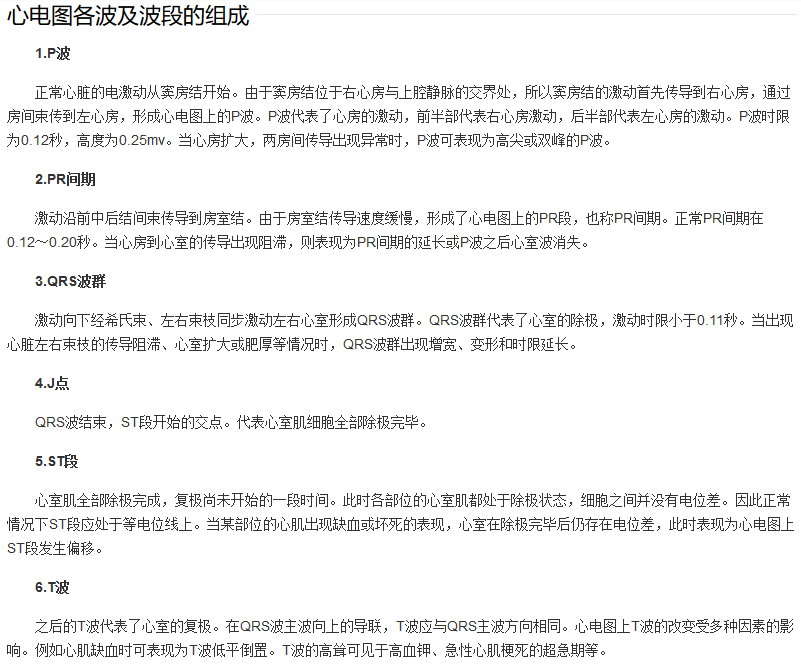 心电图各波及波段的组成
1.P波
正常心脏的电激动从窦房结开始。由于窦房结位于右心房与上腔静脉的交界处，所以窦房结的激动首先传导到右心房，通过
房间束传到左心房，形成心电图上的P波。P波代表了心房的激动，前半部代表右心房激动，后半部代表左心房的激动。P波时限
为0.12秒，高度为0.25mv。当心房扩大，两房间传导出现异常时，P波可表现为高尖或双峰的P波。
2.PR间期
激动沿前中后结间束传导到房室结。由于房室结传导速度缓慢，形成了心电图上的PR段，也称PR间期。正常PR间期在
0.12～0.20秒。当心房到心室的传导出现阻滞，则表现为PR间期的延长或P波之后心室波消失。
3.QRS波群
激动向下经希氏束、左右束枝同步激动左右心室形成QRS波群。QRS波群代表了心室的除极，激动时限小于0.11秒。当出现
心脏左右束枝的传导阻滞、心室扩大或肥厚等情况时，QRS波群出现增宽、变形和时限延长。
4.J点
QRS波结束，ST段开始的交点。代表心室肌细胞全部除极完毕。
5.ST段
心室肌全部除极完成，复极尚未开始的一段时间。此时各部位的心室肌都处于除极状态，细胞之间并没有电位差。因此正常
情况下ST段应处于等电位线上。当某部位的心肌出现缺血或坏死的表现，心室在除极完毕后仍存在电位差，此时表现为心电图上
ST段发生偏移。
6.T波
之后的T波代表了心室的复极。在QRS波主波向上的导联，T波应与QRS主波方向相同。心电图上T波的改变受多种因素的影
响。例如心肌缺血时可表现为T波低平倒置。T波的高耸可见于高血钾、急性心肌梗死的超急期等。